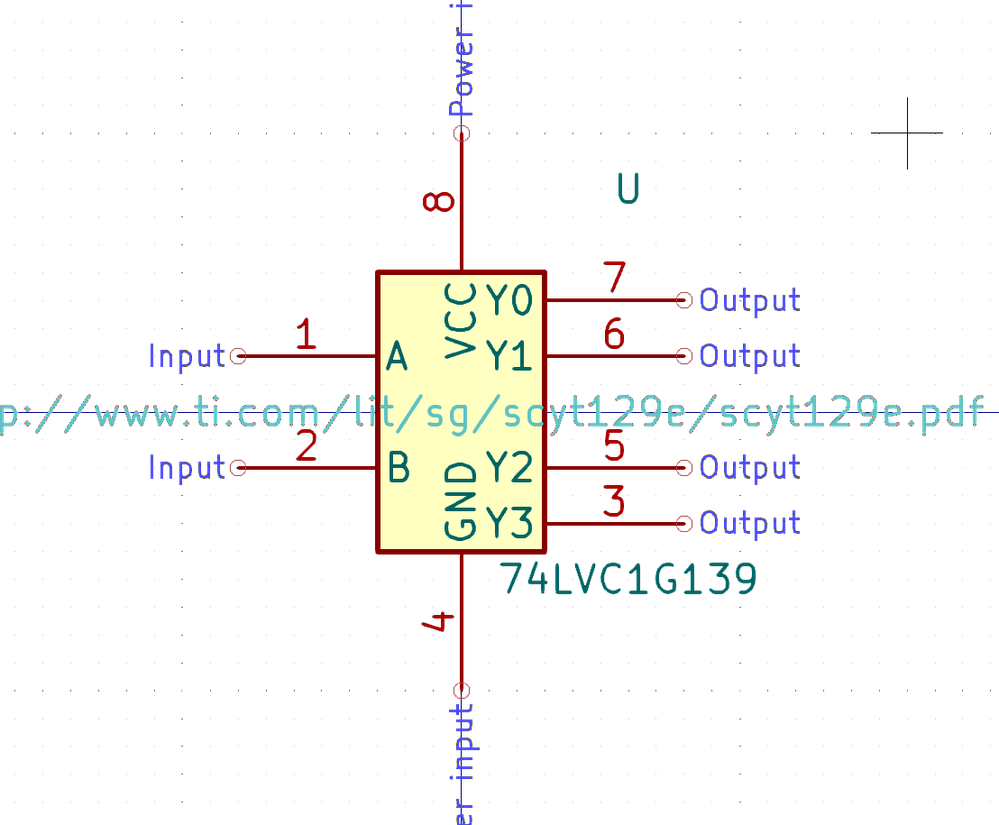 Power i
8
U
7
VCC
Y0
Output
1
6
Input
A
Y1
Output
p://www.ti.com/lit/sg/scyt129e/scyt129e.pdf
2
5
Input
B
GND
Y2
Output
3
Y3
Output
74LVC1G139
4
er input